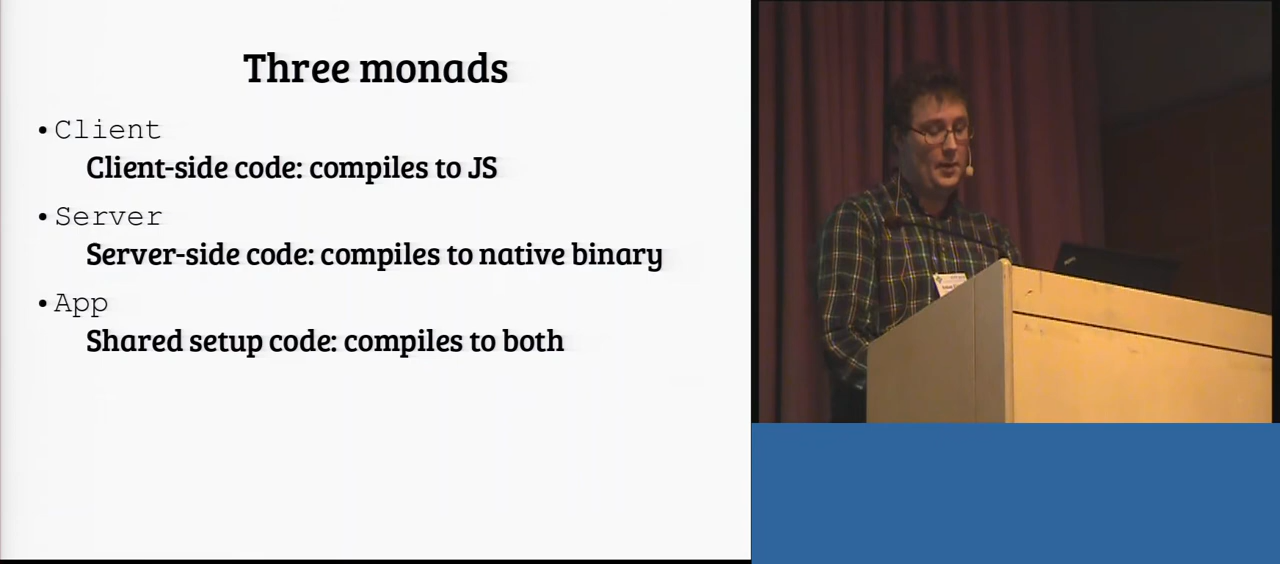 Three monads
• Client
Client-side code: compiles to JS
• Server
Server-side code: compiles to native binary
• App
Shared setup code: compiles to both